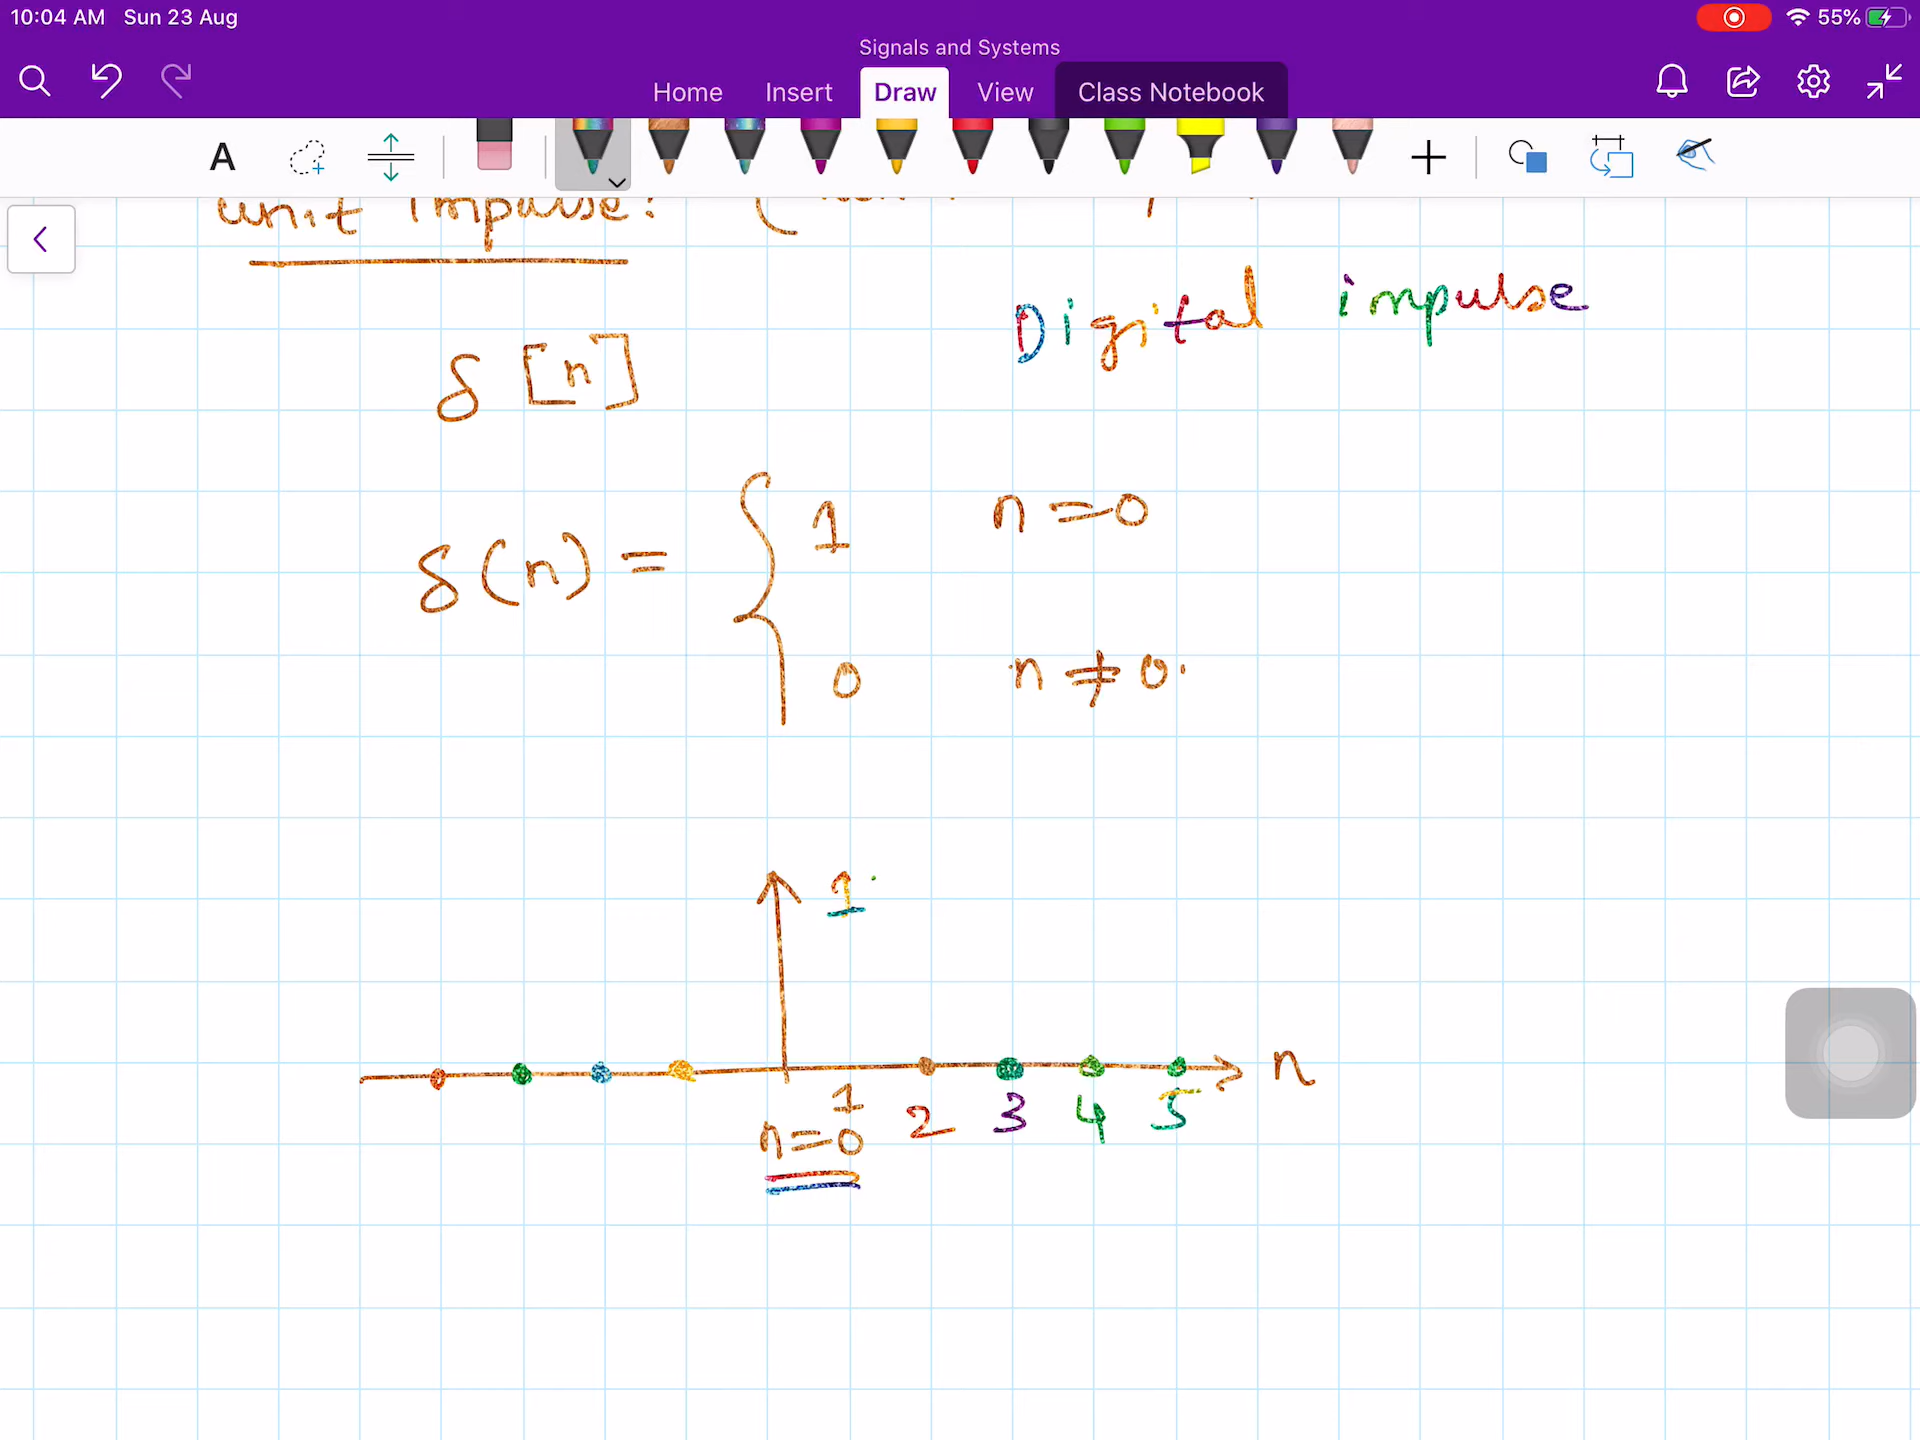 10:04 AM Sun 23 Aug
55%
Signals and Systems
Home Insert Draw View Class Notebook
A
unit impulse:
Digital impulse
δ [n]
δ(n) = { 1 n=0
0 n≠0.
1
n
1
n=0 2 3 4 5